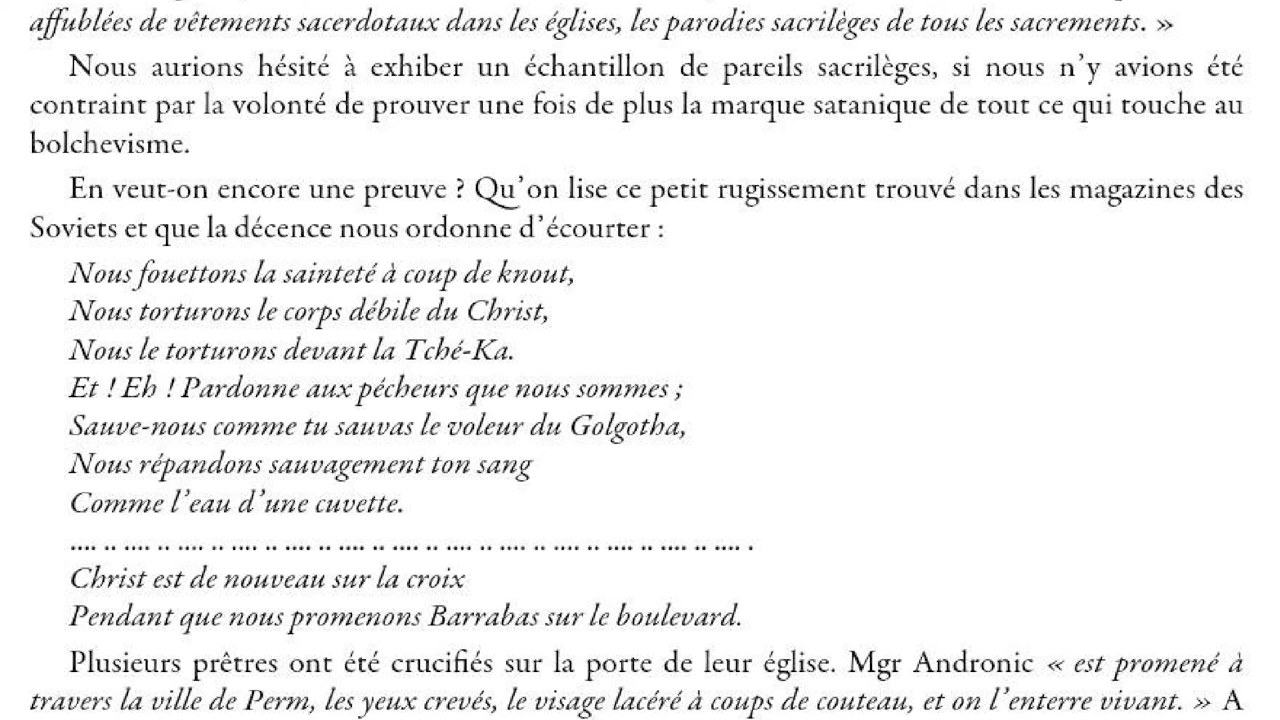 affublées de vêtements sacerdotaux dans les églises, les parodies sacrilèges de tous les sacrements. »
Nous aurions hésité à exhiber un échantillon de pareils sacrilèges, si nous n’y avions été
contraint par la volonté de prouver une fois de plus la marque satanique de tout ce qui touche au
bolchevisme.
En veut-on encore une preuve ? Qu’on lise ce petit rugissement trouvé dans les magazines des
Soviets et que la décence nous ordonne d’écourter :
Nous fouettons la sainteté à coup de knout,
Nous torturons le corps débile du Christ,
Nous le torturons devant la Tché-Ka.
Et ! Eh ! Pardonne aux pécheurs que nous sommes ;
Sauve-nous comme tu sauvas le voleur du Golgotha,
Nous répandons sauvagement ton sang
Comme l’eau d’une cuvette.
.... .. .... .. .... .. .... .. .... .. .... .. .... .. .... .. .... .. .... .. .... .. .... .. .... .
Christ est de nouveau sur la croix
Pendant que nous promenons Barrabas sur le boulevard.
Plusieurs prêtres ont été crucifiés sur la porte de leur église. Mgr Andronic « est promené à
travers la ville de Perm, les yeux crevés, le visage lacéré à coups de couteau, et on l’enterre vivant. » A